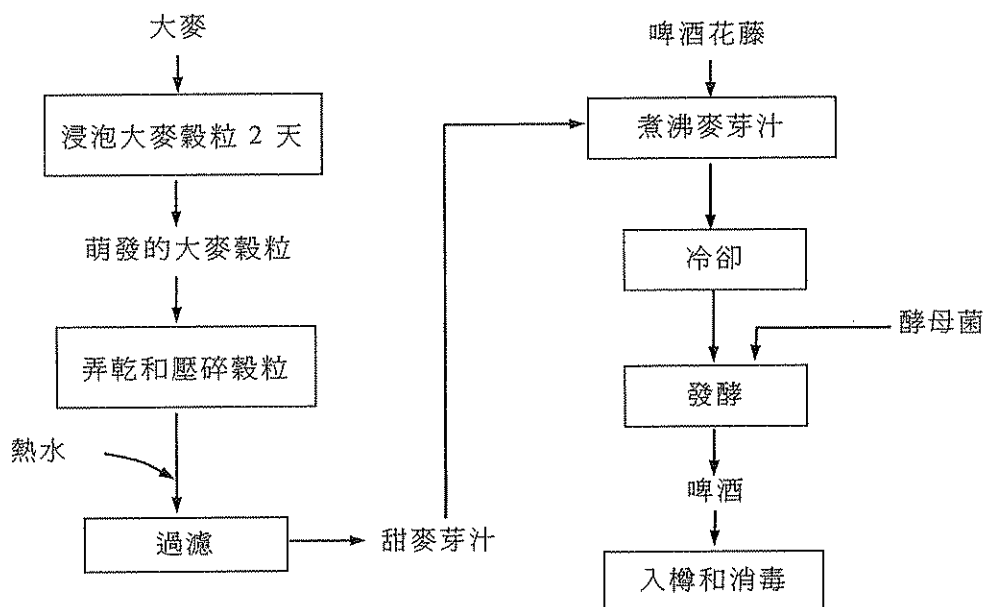 大麥
浸泡大麥穀粒 2 天
萌發的大麥穀粒
弄乾和壓碎穀粒
熱水
過濾
甜麥芽汁
啤酒花藤
煮沸麥芽汁
冷卻
酵母菌
發酵
啤酒
入樽和消毒